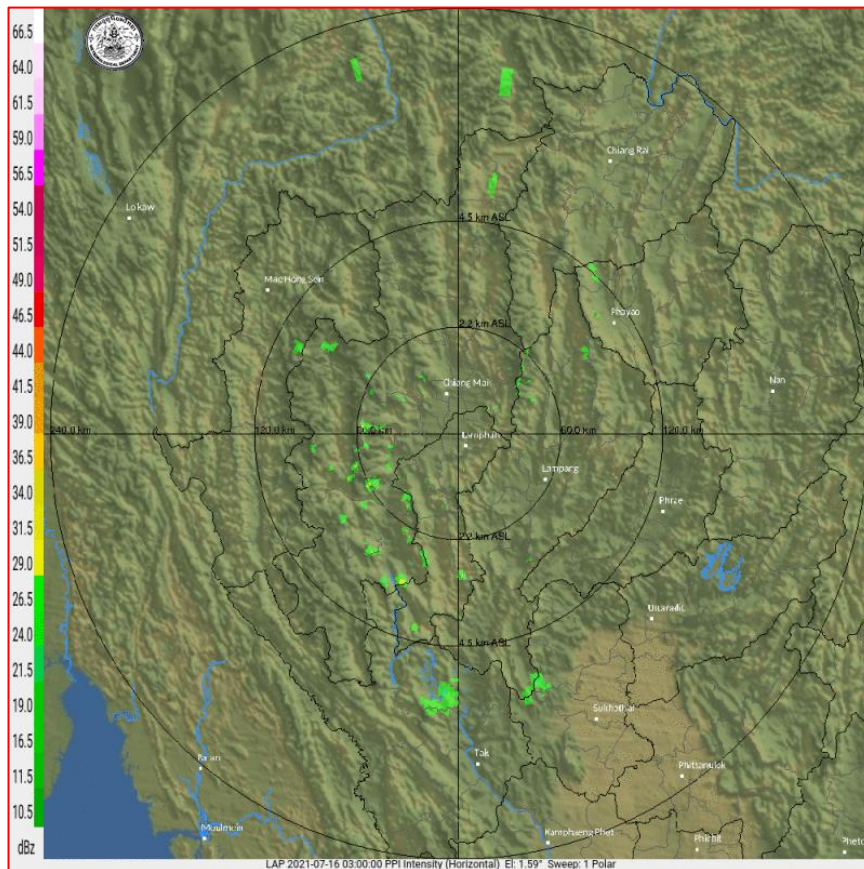 66.5
64.0
61.5
59.0
56.5
54.0
51.5
49.0
46.5
44.0
41.5
39.0
36.5
34.0
31.5
29.0
26.5
24.0
21.5
19.0
16.5
14.0
11.5
10.5
dBz
Chiang Rai
Loikaw
4.5 km ASL
Mae Hong Son
Phayao
2.2 km ASL
Nan
Chiang Mai
240.0 km
120.0 km
60.0 km
120.0 km
Lamphun
Lampang
Phrae
2.2 km ASL
Uttaradit
4.5 km ASL
Sukhothai
Tak
Phitsanulok
Moulmein
Kamphaeng Phet
Phichit
LAP 2021-07-16 03:00:00 PPI Intensity (Horizontal) El: 1.59° Sweep: 1 Polar